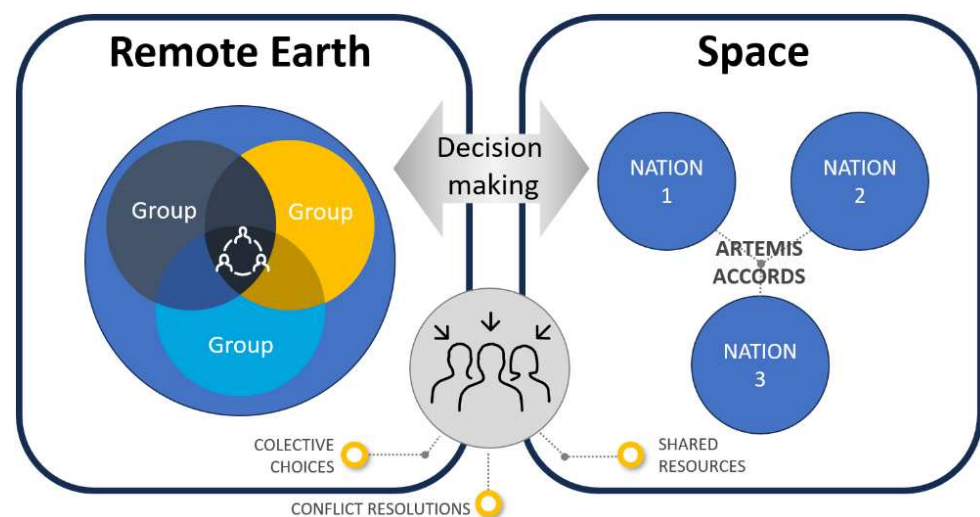 Remote Earth
Space
Decision
making
Group
Group
Group
NATION
1
NATION
2
ARTEMIS
ACCORDS
NATION
3
COLECTIVE
CHOICES
CONFLICT RESOLUTIONS
SHARED
RESOURCES